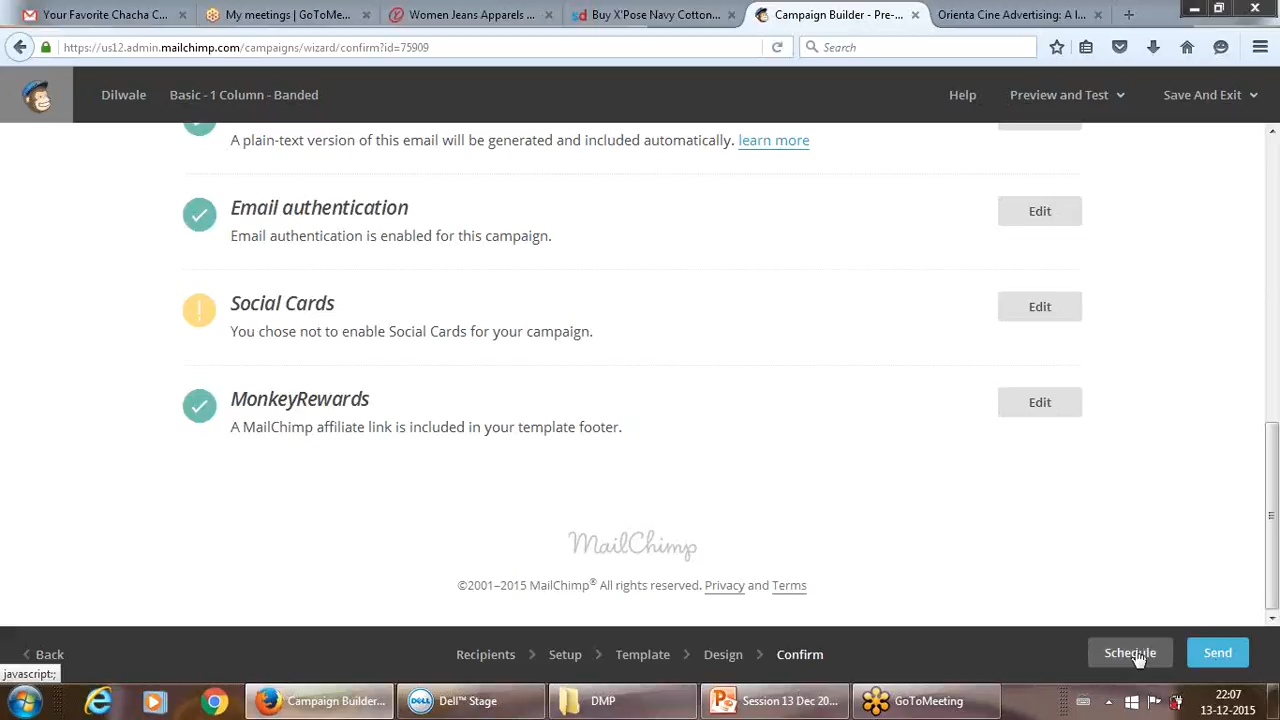 Your Favorite Chacha C...
My meetings | GoToMe...
Women Jeans Apparels ...
Buy X'Pose Navy Cotton...
Campaign Builder - Pre-...
Orienta Cine Advertising: A l...
https://us12.admin.mailchimp.com/campaigns/wizard/confirm?id=75909
Search
Dilwale
Basic - 1 Column - Banded
Help
Preview and Test
Save And Exit
A plain-text version of this email will be generated and included automatically. learn more
Email authentication
Edit
Email authentication is enabled for this campaign.
Social Cards
Edit
You chose not to enable Social Cards for your campaign.
MonkeyRewards
Edit
A MailChimp affiliate link is included in your template footer.
MailChimp
©2001–2015 MailChimp® All rights reserved. Privacy and Terms
Back
Recipients > Setup > Template > Design > Confirm
Schedule
Send
javascript:;
Campaign Builder...
Dell™ Stage
DMP
Session 13 Dec 20...
GoToMeeting
22:07
13-12-2015